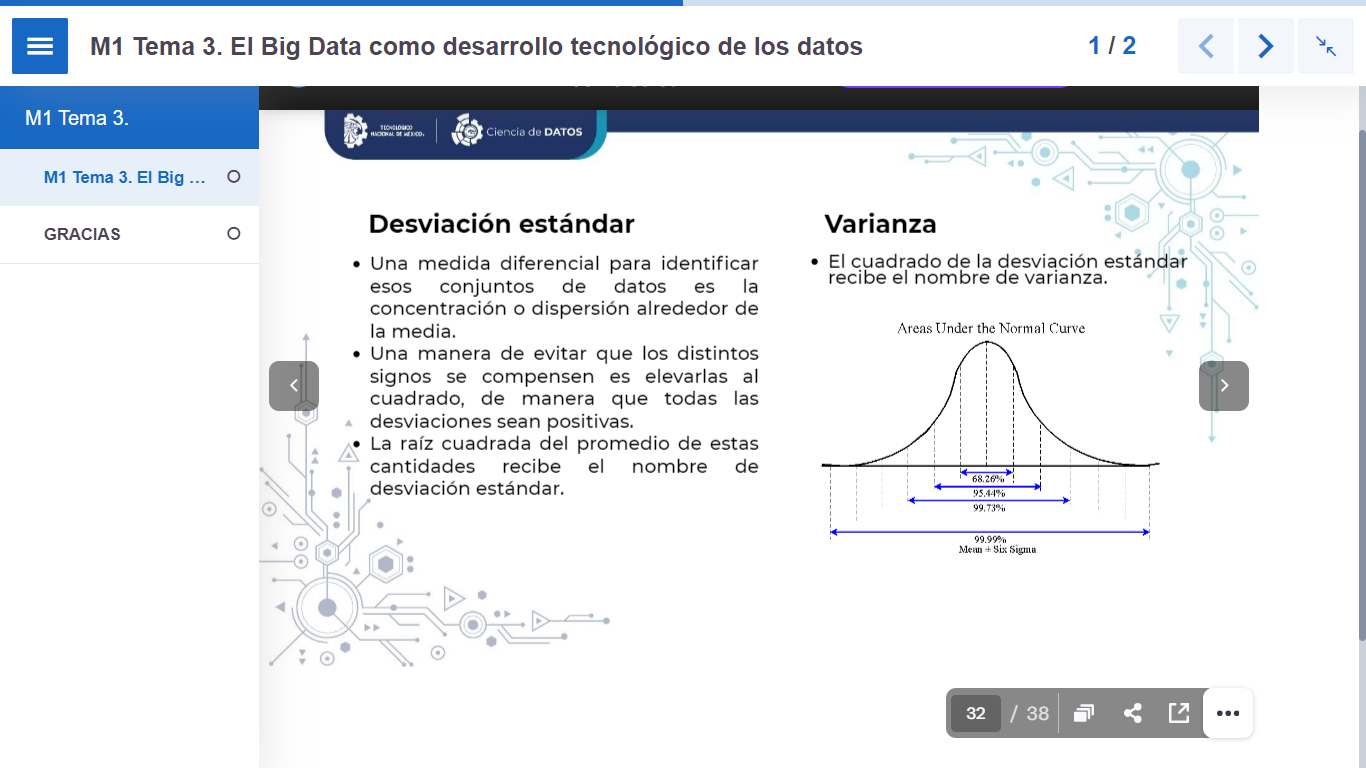 M1 Tema 3. El Big Data como desarrollo tecnológico de los datos
1 / 2
M1 Tema 3.
M1 Tema 3. El Big ...
GRACIAS
TECNOLÓGICO
NACIONAL DE MÉXICO
Ciencia de DATOS
Desviación estándar
Una medida diferencial para identificar
esos conjuntos de datos es la
concentración o dispersión alrededor de
la media.
Una manera de evitar que los distintos
signos se compensen es elevarlas al
cuadrado, de manera que todas las
desviaciones sean positivas.
La raíz cuadrada del promedio de estas
cantidades recibe el nombre de
desviación estándar.
Varianza
El cuadrado de la desviación estándar
recibe el nombre de varianza.
Areas Under the Normal Curve
68.26%
95.44%
99.73%
99.99%
Mean ± Six Sigma
32 / 38